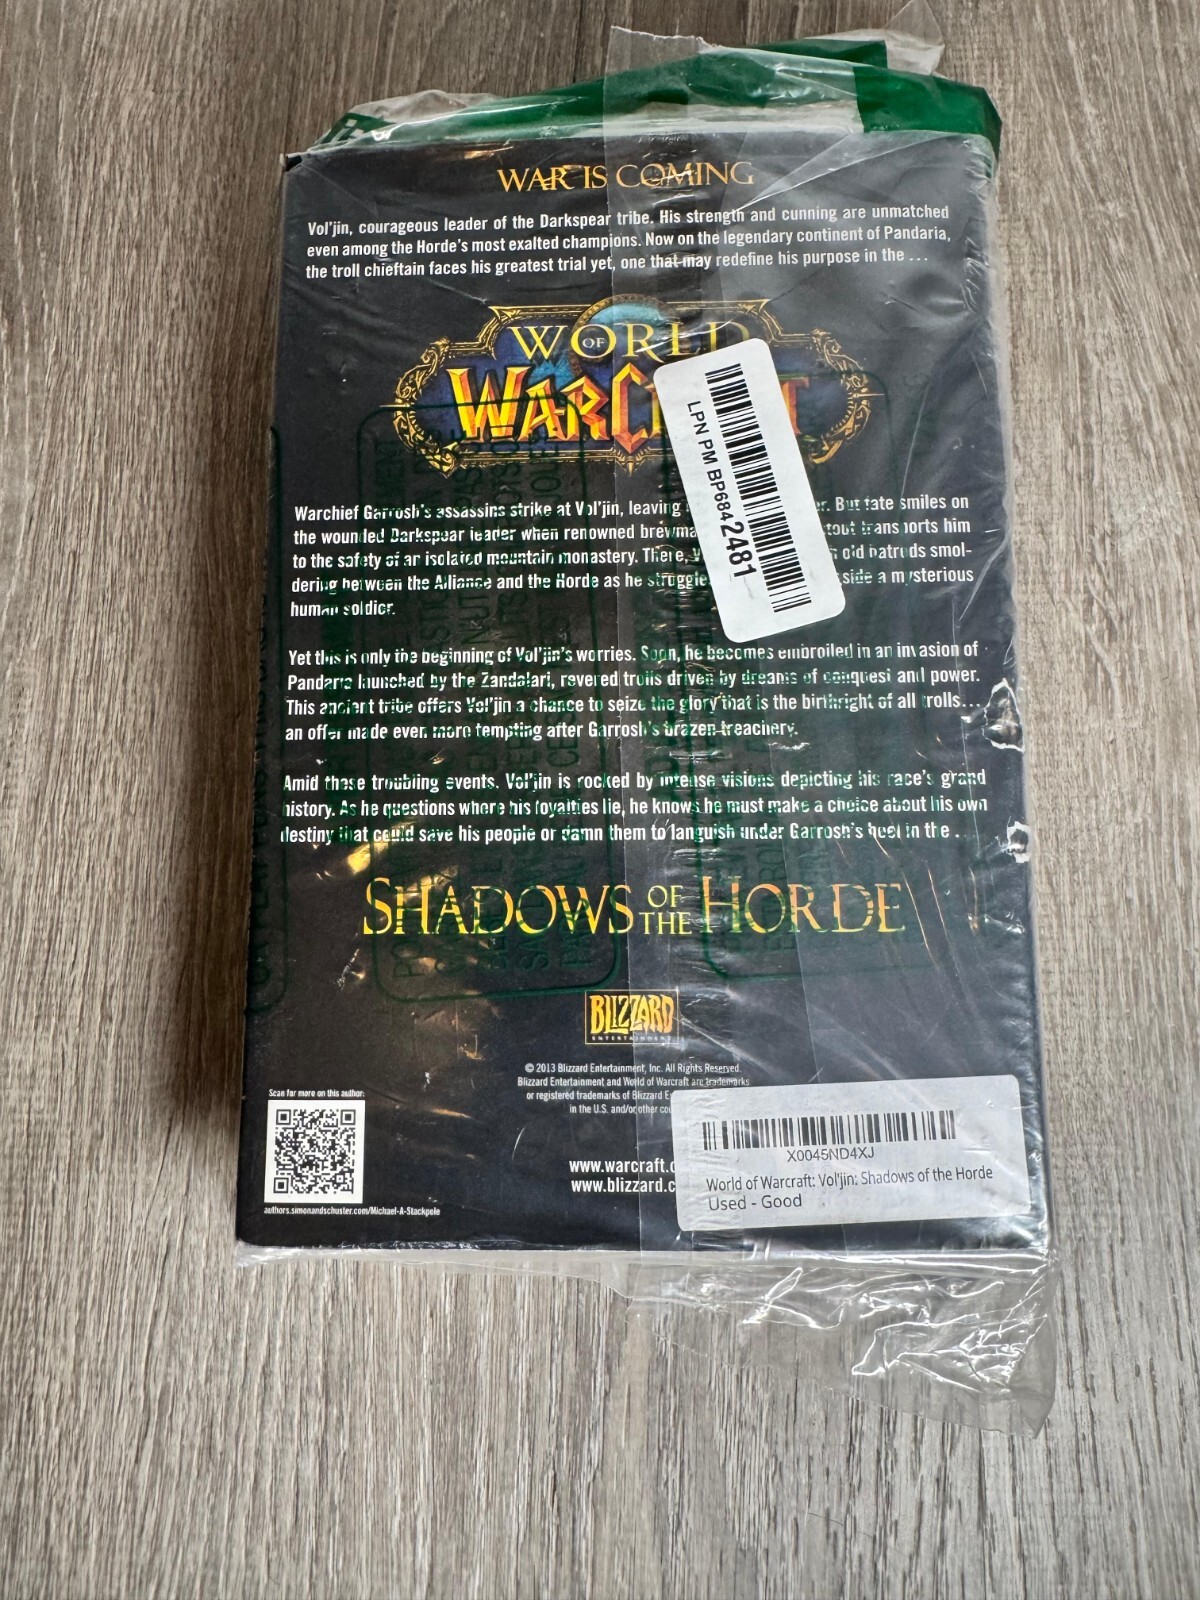 WAR IS COMING
Vol'jin, courageous leader of the Darkspear tribe. His strength and cunning are unmatched
even among the Horde's most exalted champions. Now on the legendary continent of Pandaria,
the troll chieftain faces his greatest trial yet, one that may redefine his purpose in the ...
WORLD
OF
WARCRAFT
LPN PM BP6842481
Warchief Garrosh's assassins strike at Vol'jin, leaving But fate smiles on
the wounded Darkspear leader when renowned transports him
to the safety of an isolated mountain monastery. There, old hatreds smol-
dering between the Alliance and the Horde as he side a mysterious
human soldier.
Yet this is only the beginning of Vol'jin's worries. Soon, he becomes embroiled in an invasion of
Pandaria launched by the Zandalari, revered trolls driven by dreams of conquest and power.
This ancient tribe offers Vol'jin a chance to seize the glory that is the birthright of all trolls...
an offer made even more tempting after Garrosh's brazen treachery.
Amid these troubling events, Vol'jin is rocked by intense visions depicting his race's grand
history. As he questions where his loyalties lie, he knows he must make a choice about his own
destiny that could save his people or damn them to languish under Garrosh's heel in the ...
SHADOWS OF THE HORDE
BLIZZARD
ENTERTAINMENT
© 2013 Blizzard Entertainment, Inc. All Rights Reserved.
Blizzard Entertainment and World of Warcraft are trademarks
or registered trademarks of Blizzard
in the U.S. and/or other
www.warcraft.c
www.blizzard.c
Scan for more on this author:
authors.simonandschuster.com/Michael-A-Stackpole
X0045ND4XJ
World of Warcraft: Vol'jin: Shadows of the Horde
Used - Good